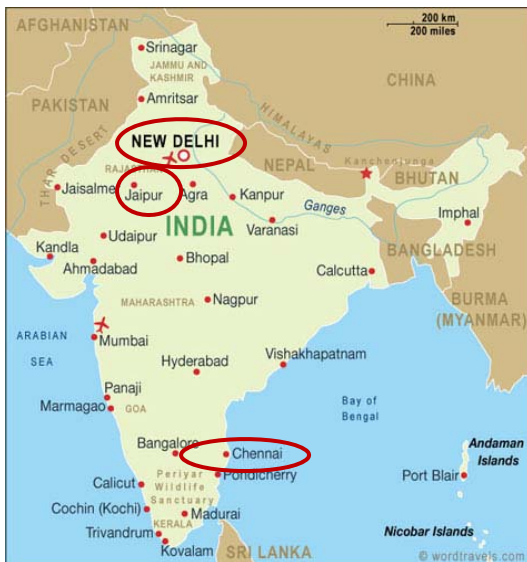 AFGHANISTAN
200 km
200 miles
Srinagar
JAMMU AND
KASHMIR
CHINA
PAKISTAN
Amritsar
HIMALAYAS
NEW DELHI
THAR DESERT
RAJASTHAN
NEPAL
Kanchenjunga
BHUTAN
Jaisalme
Jaipur
Agra
Kanpur
Ganges
Imphal
INDIA
Varanasi
Udaipur
BANGLADESH
Kandla
Ahmadabad
Bhopal
Calcutta
BURMA
(MYANMAR)
MAHARASHTRA
Nagpur
ARABIAN
SEA
Mumbai
Hyderabad
Vishakhapatnam
Panaji
Marmagao
GOA
Bay of
Bengal
Bangalore
Chennai
Andaman
Islands
Periyar
Wildlife
Sanctuary
Pondicherry
Port Blair
Calicut
Cochin (Kochi)
Madurai
Trivandrum
KERALA
Nicobar Islands
Kovalam
SRI LANKA
© wordtravels.com